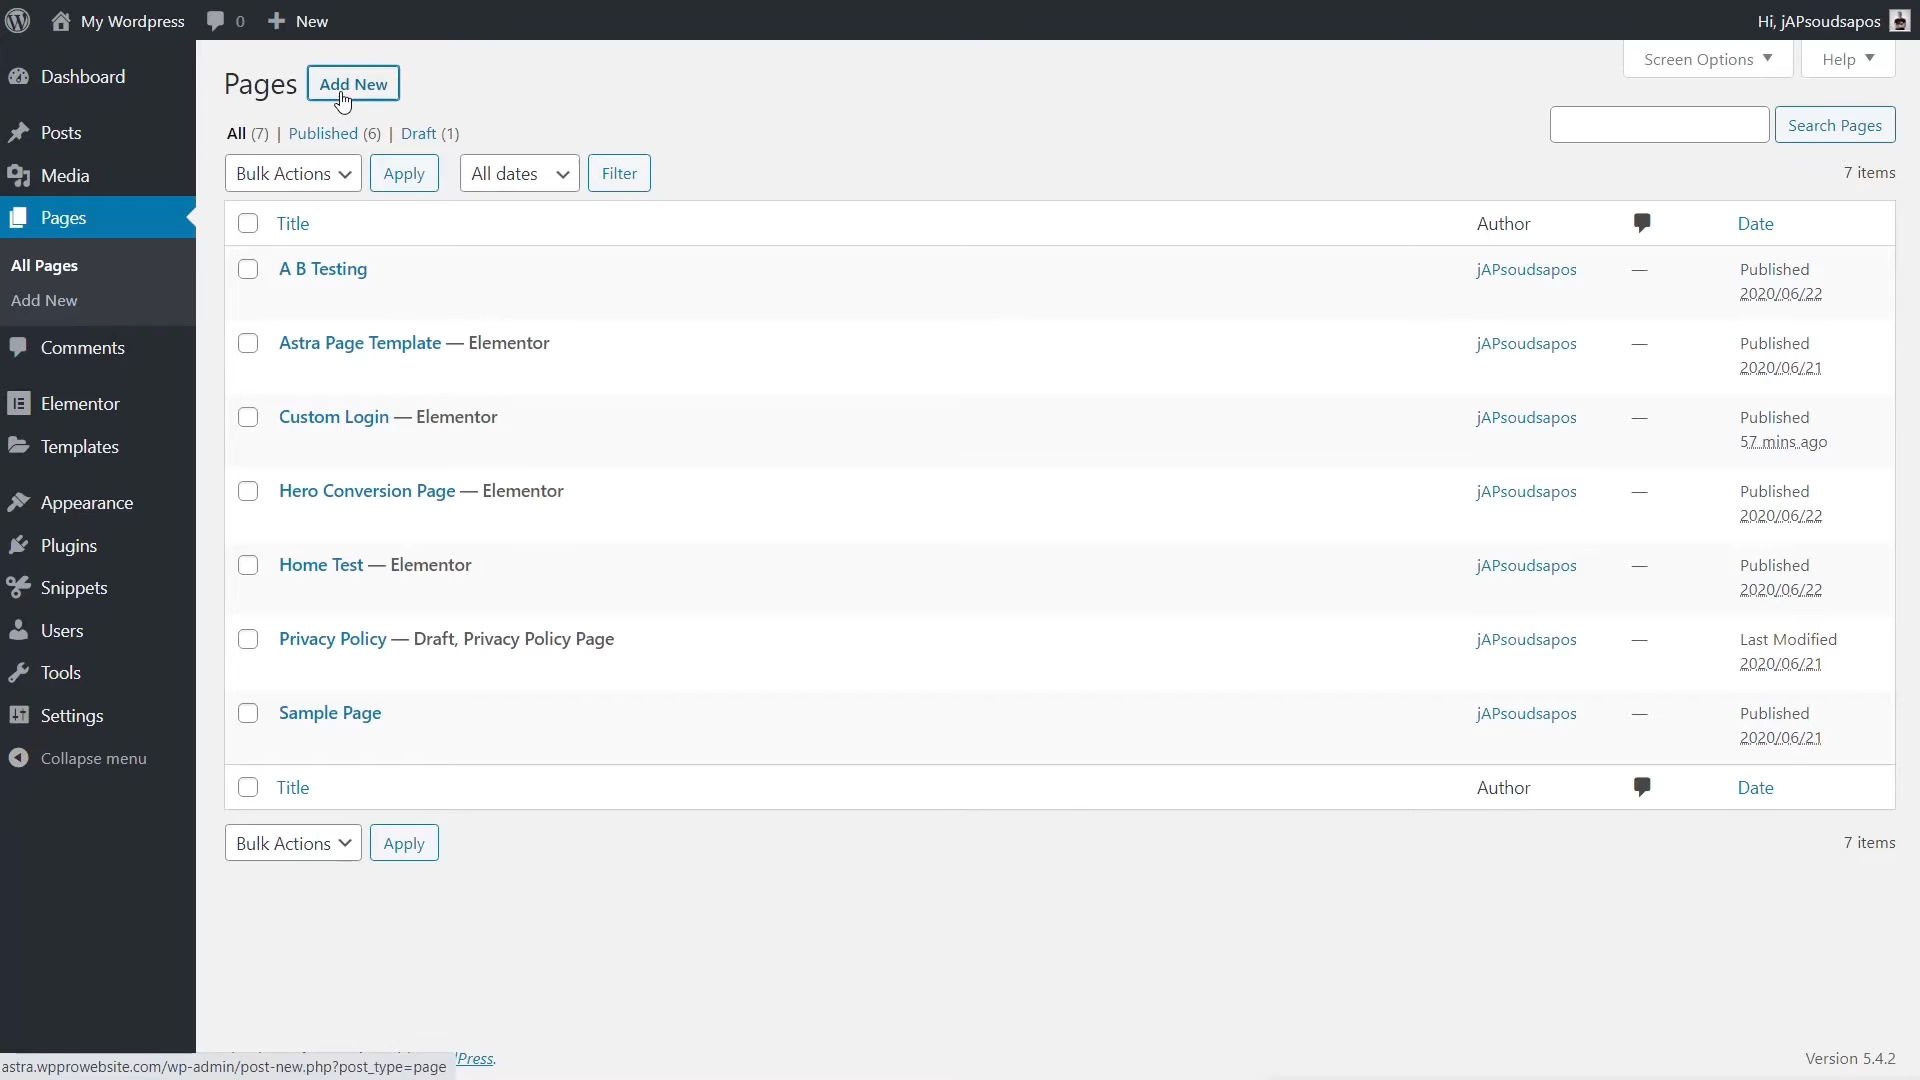 My Wordpress 0 New Hi, jAPsoudsapos
Dashboard
Posts
Media
Pages
All Pages
Add New
Comments
Elementor
Templates
Appearance
Plugins
Snippets
Users
Tools
Settings
Collapse menu
Screen Options Help
Pages Add New
All (7) | Published (6) | Draft (1)
Search Pages
Bulk Actions Apply All dates Filter 7 items
Title Author Date
A B Testing jAPsoudsapos — Published
2020/06/22
Astra Page Template — Elementor jAPsoudsapos — Published
2020/06/21
Custom Login — Elementor jAPsoudsapos — Published
57 mins ago
Hero Conversion Page — Elementor jAPsoudsapos — Published
2020/06/22
Home Test — Elementor jAPsoudsapos — Published
2020/06/22
Privacy Policy — Draft, Privacy Policy Page jAPsoudsapos — Last Modified
2020/06/21
Sample Page jAPsoudsapos — Published
2020/06/21
Title Author Date
Bulk Actions Apply 7 items
Press. Version 5.4.2
astra.wpprowebsite.com/wp-admin/post-new.php?post_type=page